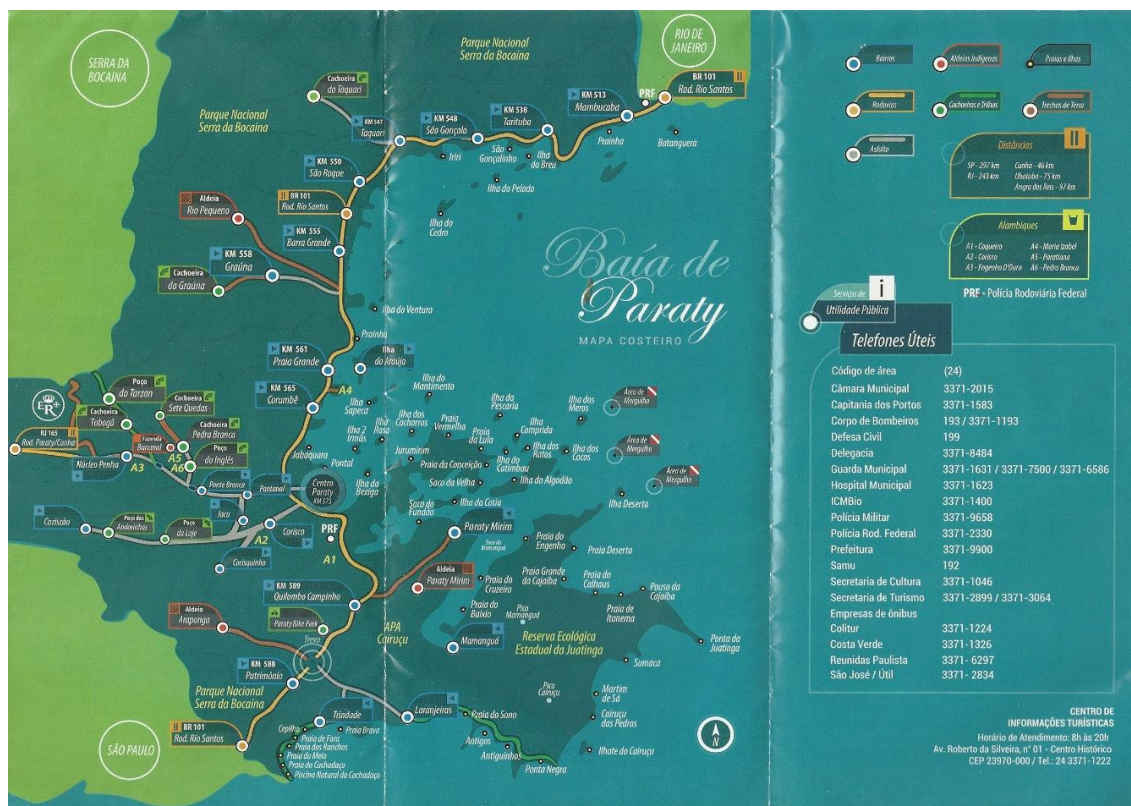 SERRA DA
BOCAINA
Parque Nacional
Serra da Bocaina
RIO DE
JANEIRO
BR 101
Rod. Rio Santos
PRF
KM 513
Mambucaba
KM 538
Tarituba
KM 548
São Gonçalo
KM 547
Taquari
Cachoeira
do Taquari
Parque Nacional
Serra da Bocaina
Prainha
Batanguera
Iriri
São
Gonçalinho
Ilha
do Breu
Ilha do Pelado
Ilha do
Cedro
KM 550
São Roque
BR 101
Rod. Rio Santos
Aldeia
Rio Pequeno
KM 555
Barra Grande
KM 558
Graúna
Cachoeira
da Graúna
Ilha do Ventura
Prainha
KM 561
Praia Grande
Ilha
do Araújo
KM 565
Corumbê
A4
Baía de
Paraty
MAPA COSTEIRO
Poço
do Tarzan
Cachoeira
Sete Quedas
Cachoeira
Tobogã
Cachoeira
Pedra Branca
RJ 165
Rod. Paraty/Cunha
Fazenda
Bananal
A5
A6
Poço
do Inglês
Núcleo Penha
A3
Ponte Branca
Pantanal
Jabaquara
Pontal
Centro
Paraty
KM 575
Ilha
Sapeca
Ilha 2
Irmãs
Ilha
Rasa
Ilha dos
Cachorros
Ilha do
Mantimento
Praia
Vermelha
Ilha da
Pescaria
Praia
da Lula
Ilha
Comprida
Ilha dos
Meros
Área de
Mergulho
Jurumirim
Praia da Conceição
Ilha do
Catimbau
Ilha dos
Ratos
Ilha dos
Cocos
Área de
Mergulho
Ilha do
Bexiga
Saco da Velha
Ilha do Algodão
Área de
Mergulho
Ilha da Cotia
Ilha Deserta
Saco do
Fundão
Coriscão
Poço das
Andorinhas
Poço
da Laje
Jacu
A2
Corisco
Corisquinho
PRF
A1
Paraty Mirim
Saco do
Mamanguá
Praia do
Engenho
Praia Deserta
Aldeia
Paraty Mirim
Praia do
Cruzeiro
Praia Grande
da Cajaíba
Praia do
Calhaus
Pouso da
Cajaíba
KM 589
Quilombo Campinho
Praia do
Baixio
Pico
Mamanguá
Praia de
Itanema
Aldeia
Araponga
Paraty Bike Park
Trevo
APA
Cairuçu
Mamanguá
Reserva Ecológica
Estadual da Juatinga
Ponta da
Juatinga
Sumaca
KM 588
Patrimônio
Parque Nacional
Serra da Bocaina
Pico
Cairuçu
Martim
de Sá
Laranjeiras
Praia do Sono
Cairuçu
das Pedras
Trindade
Cepilho
Praia Brava
Praia de Fora
Praia dos Ranchos
Praia do Meio
Praia do Cachadaço
Piscina Natural do Cachadaço
Antigos
Antiguinhos
Ponta Negra
Ilhote do Cairuçu
BR 101
Rod. Rio Santos
SÃO PAULO
N
Bairros
Aldeias Indígenas
Praias e Ilhas
Rodovias
Cachoeiras e Trilhas
Trechos de Terra
Asfalto
Distâncias
SP - 297 km
Cunha - 46 km
RJ - 243 km
Ubatuba - 75 km
Angra dos Reis - 97 km
Alambiques
A1 - Coqueiro
A4 - Maria Izabel
A2 - Corisco
A5 - Paratiana
A3 - Engenho D'Ouro
A6 - Pedra Branca
PRF - Polícia Rodoviária Federal
Serviços de
Utilidade Pública
i
Telefones Úteis
Código de área (24)
Câmara Municipal 3371-2015
Capitania dos Portos 3371-1583
Corpo de Bombeiros 193 / 3371-1193
Defesa Civil 199
Delegacia 3371-8484
Guarda Municipal 3371-1631 / 3371-7500 / 3371-6586
Hospital Municipal 3371-1623
ICMBio 3371-1400
Polícia Militar 3371-9658
Polícia Rod. Federal 3371-2330
Prefeitura 3371-9900
Samu 192
Secretaria de Cultura 3371-1046
Secretaria de Turismo 3371-2899 / 3371-3064
Empresas de ônibus
Colitur 3371-1224
Costa Verde 3371-1326
Reunidas Paulista 3371- 6297
São José / Útil 3371- 2834
CENTRO DE
INFORMAÇÕES TURÍSTICAS
Horário de Atendimento: 8h às 20h
Av. Roberto da Silveira, n° 01 - Centro Histórico
CEP 23970-000 / Tel.: 24 3371-1222